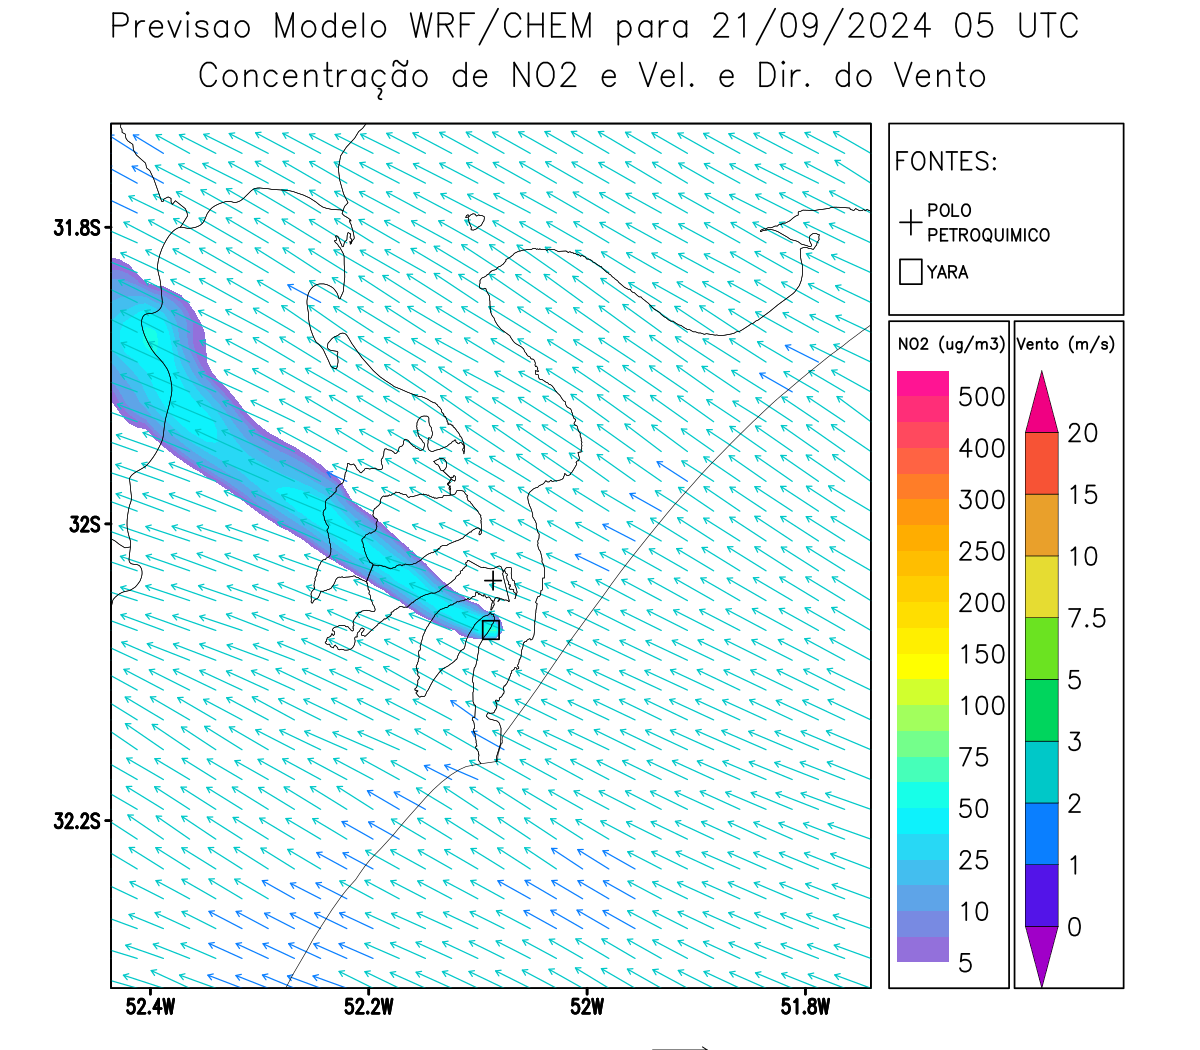 Previsao Modelo WRF/CHEM para 21/09/2024 05 UTC
Concentração de NO2 e Vel. e Dir. do Vento
FONTES:
POLO
PETROQUIMICO
YARA
NO2 (ug/m3)
500
400
300
250
200
150
100
75
50
25
10
5
Vento (m/s)
20
15
10
7.5
5
3
2
1
0
31.8S
32S
32.2S
52.4W
52.2W
52W
51.8W